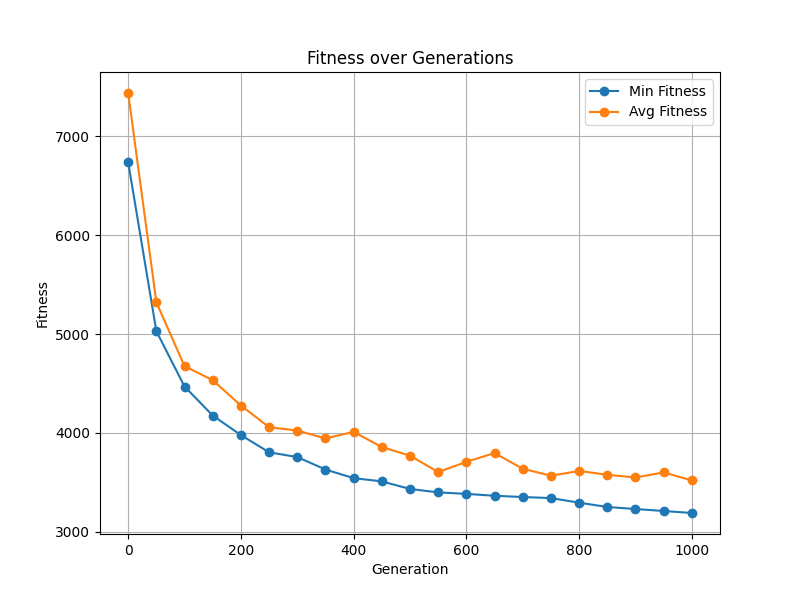 Fitness over Generations
Min Fitness
Avg Fitness
7000
6000
5000
4000
3000
Fitness
0 200 400 600 800 1000
Generation